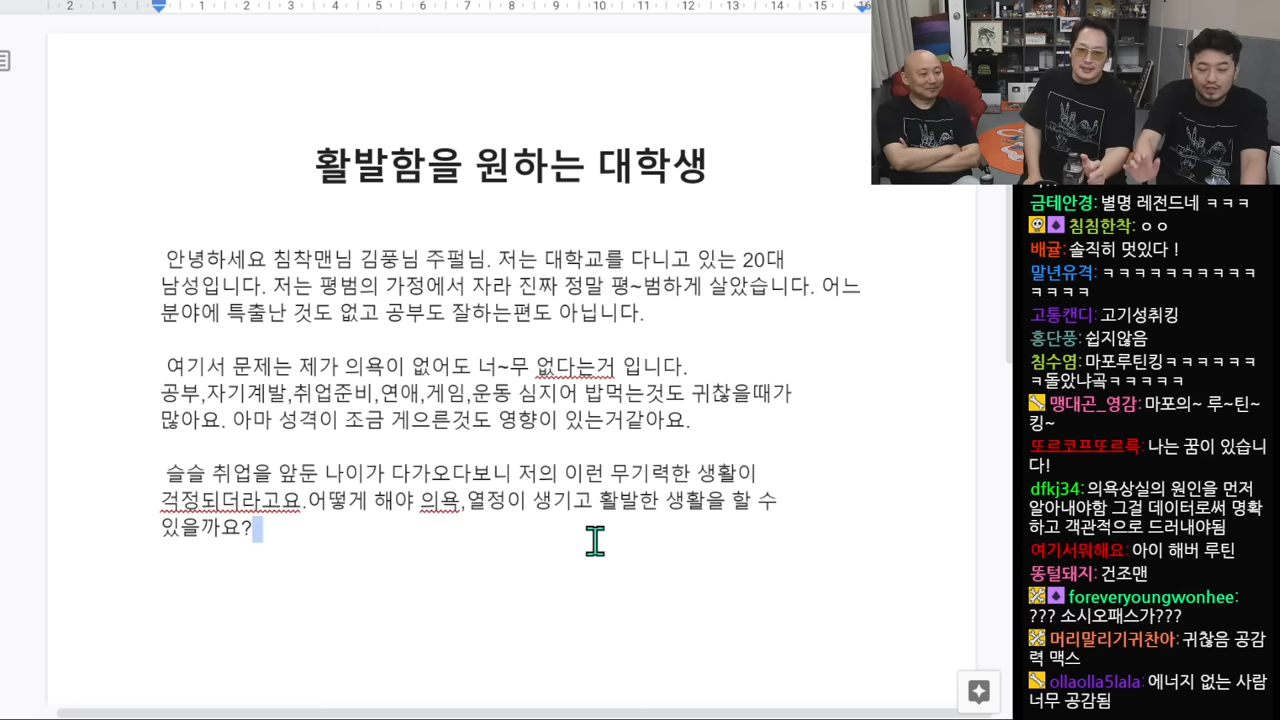 2 1 1 2 3 4 5 6 7 8 9 10 11 12 13 14 15 16
활발함을 원하는 대학생
안녕하세요 침착맨님 김풍님 주펄님. 저는 대학교를 다니고 있는 20대
남성입니다. 저는 평범의 가정에서 자라 진짜 정말 평~범하게 살았습니다. 어느
분야에 특출난 것도 없고 공부도 잘하는편도 아닙니다.
여기서 문제는 제가 의욕이 없어도 너~무 없다는거 입니다.
공부,자기계발,취업준비,연애,게임,운동 심지어 밥먹는것도 귀찮을때가
많아요. 아마 성격이 조금 게으른것도 영향이 있는거같아요.
슬슬 취업을 앞둔 나이가 다가오다보니 저의 이런 무기력한 생활이
걱정되더라고요.어떻게 해야 의욕,열정이 생기고 활발한 생활을 할 수
있을까요?
금테안경: 별명 레전드네 ㅋㅋㅋ
침침한착: ㅇㅇ
배귤: 솔직히 멋있다 !
말년유격: ㅋㅋㅋㅋㅋㅋㅋㅋㅋㅋ
ㅋㅋㅋㅋ
고통캔디: 고기성취킹
홍단풍: 쉽지않음
침수염: 마포루틴킹ㅋㅋㅋㅋㅋㅋ
ㅋ돌았냐곸ㅋㅋㅋㅋㅋ
맹대곤_영감: 마포의~ 루~틴~
킹~
또르코프또르륵: 나는 꿈이 있습니
다!
dfkj34: 의욕상실의 원인을 먼저
알아내야함 그걸 데이터로써 명확
하고 객관적으로 드러내야됨
여기서뭐해요: 아이 해버 루틴
똥털돼지: 건조맨
foreveryoungwonhee:
??? 소시오패스가???
머리말리기귀찬아: 귀찮음 공감
력 맥스
ollaolla5lala: 에너지 없는 사람
너무 공감됨